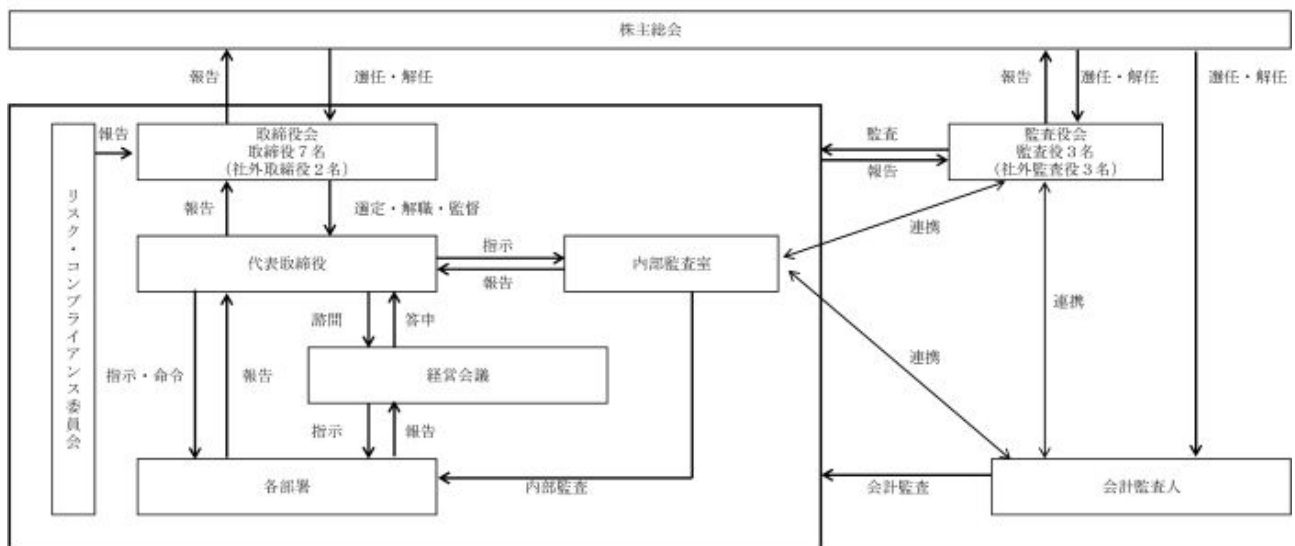 株主総会
報告
選任・解任
報告
選任・解任
選任・解任
リスク・コンプライアンス委員会
報告
取締役会
取締役7名
(社外取締役2名)
監査
報告
監査役会
監査役3名
(社外監査役3名)
報告
選定・解職・監督
連携
代表取締役
指示
報告
内部監査室
諮問
答申
連携
連携
指示・命令
報告
経営会議
指示
報告
各部署
内部監査
会計監査
会計監査人